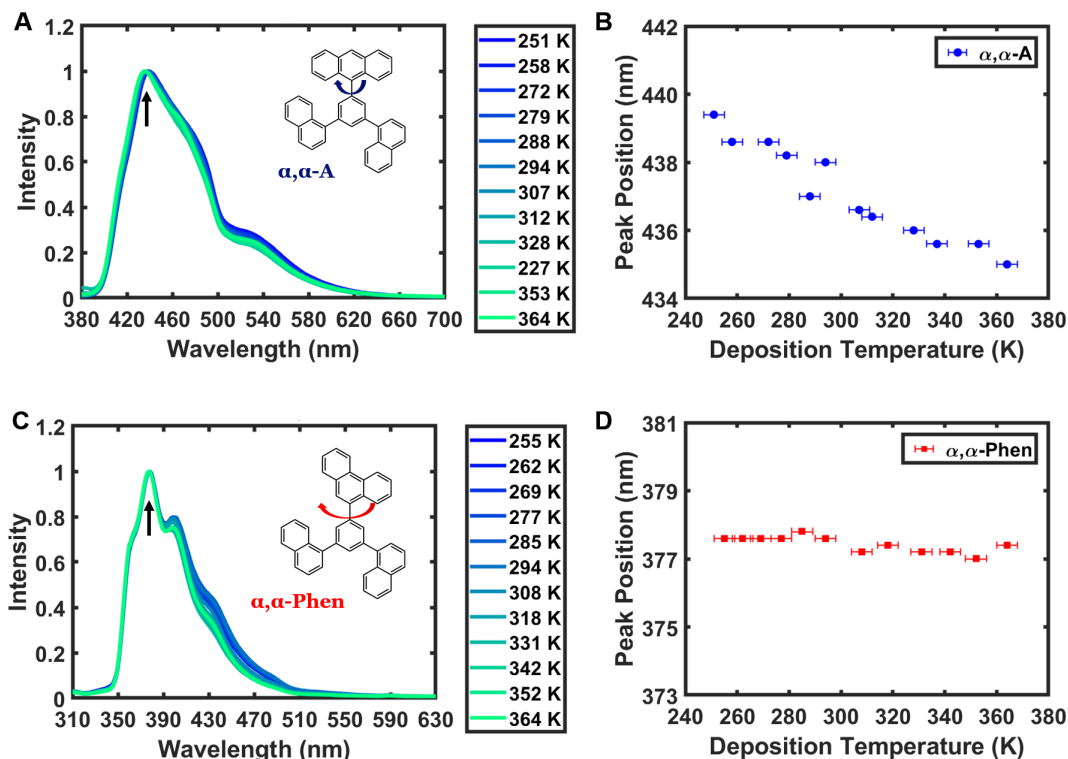 A
1.2
1
0.8
0.6
0.4
0.2
0
Intensity
380 420 460 500 540 580 620 660 700
Wavelength (nm)
α,α-A
251 K
258 K
272 K
279 K
288 K
294 K
307 K
312 K
328 K
227 K
353 K
364 K
B
442
440
438
436
434
Peak Position (nm)
240 260 280 300 320 340 360 380
Deposition Temperature (K)
α,α-A
C
1.2
1
0.8
0.6
0.4
0.2
0
Intensity
310 350 390 430 470 510 550 590 630
Wavelength (nm)
α,α-Phen
255 K
262 K
269 K
277 K
285 K
294 K
308 K
318 K
331 K
342 K
352 K
364 K
D
381
379
377
375
373
Peak Position (nm)
240 260 280 300 320 340 360 380
Deposition Temperature (K)
α,α-Phen